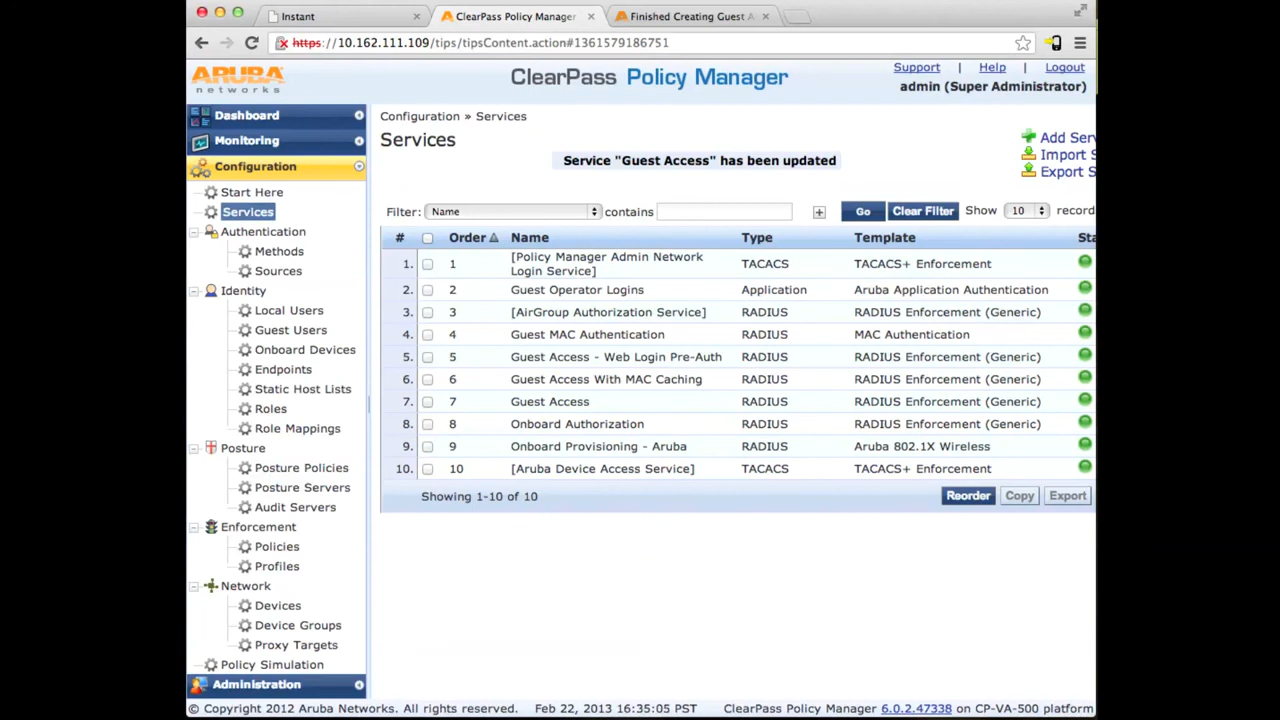 Instant
ClearPass Policy Manager
Finished Creating Guest A
https://10.162.111.109/tips/tipsContent.action#1361579186751
ARUBA networks
ClearPass Policy Manager
Support | Help | Logout
admin (Super Administrator)
Dashboard
Monitoring
Configuration
Start Here
Services
Authentication
Methods
Sources
Identity
Local Users
Guest Users
Onboard Devices
Endpoints
Static Host Lists
Roles
Role Mappings
Posture
Posture Policies
Posture Servers
Audit Servers
Enforcement
Policies
Profiles
Network
Devices
Device Groups
Proxy Targets
Policy Simulation
Administration
Configuration » Services
Services
Service "Guest Access" has been updated
Add Serv
Import S
Export S
Filter: Name contains + Go Clear Filter Show 10 record
# Order Name Type Template Sta
1. 1 [Policy Manager Admin Network Login Service] TACACS TACACS+ Enforcement
2. 2 Guest Operator Logins Application Aruba Application Authentication
3. 3 [AirGroup Authorization Service] RADIUS RADIUS Enforcement (Generic)
4. 4 Guest MAC Authentication RADIUS MAC Authentication
5. 5 Guest Access - Web Login Pre-Auth RADIUS RADIUS Enforcement (Generic)
6. 6 Guest Access With MAC Caching RADIUS RADIUS Enforcement (Generic)
7. 7 Guest Access RADIUS RADIUS Enforcement (Generic)
8. 8 Onboard Authorization RADIUS RADIUS Enforcement (Generic)
9. 9 Onboard Provisioning - Aruba RADIUS Aruba 802.1X Wireless
10. 10 [Aruba Device Access Service] TACACS TACACS+ Enforcement
Showing 1-10 of 10
Reorder Copy Export
© Copyright 2012 Aruba Networks. All rights reserved. Feb 22, 2013 16:35:05 PST ClearPass Policy Manager 6.0.2.47338 on CP-VA-500 platform